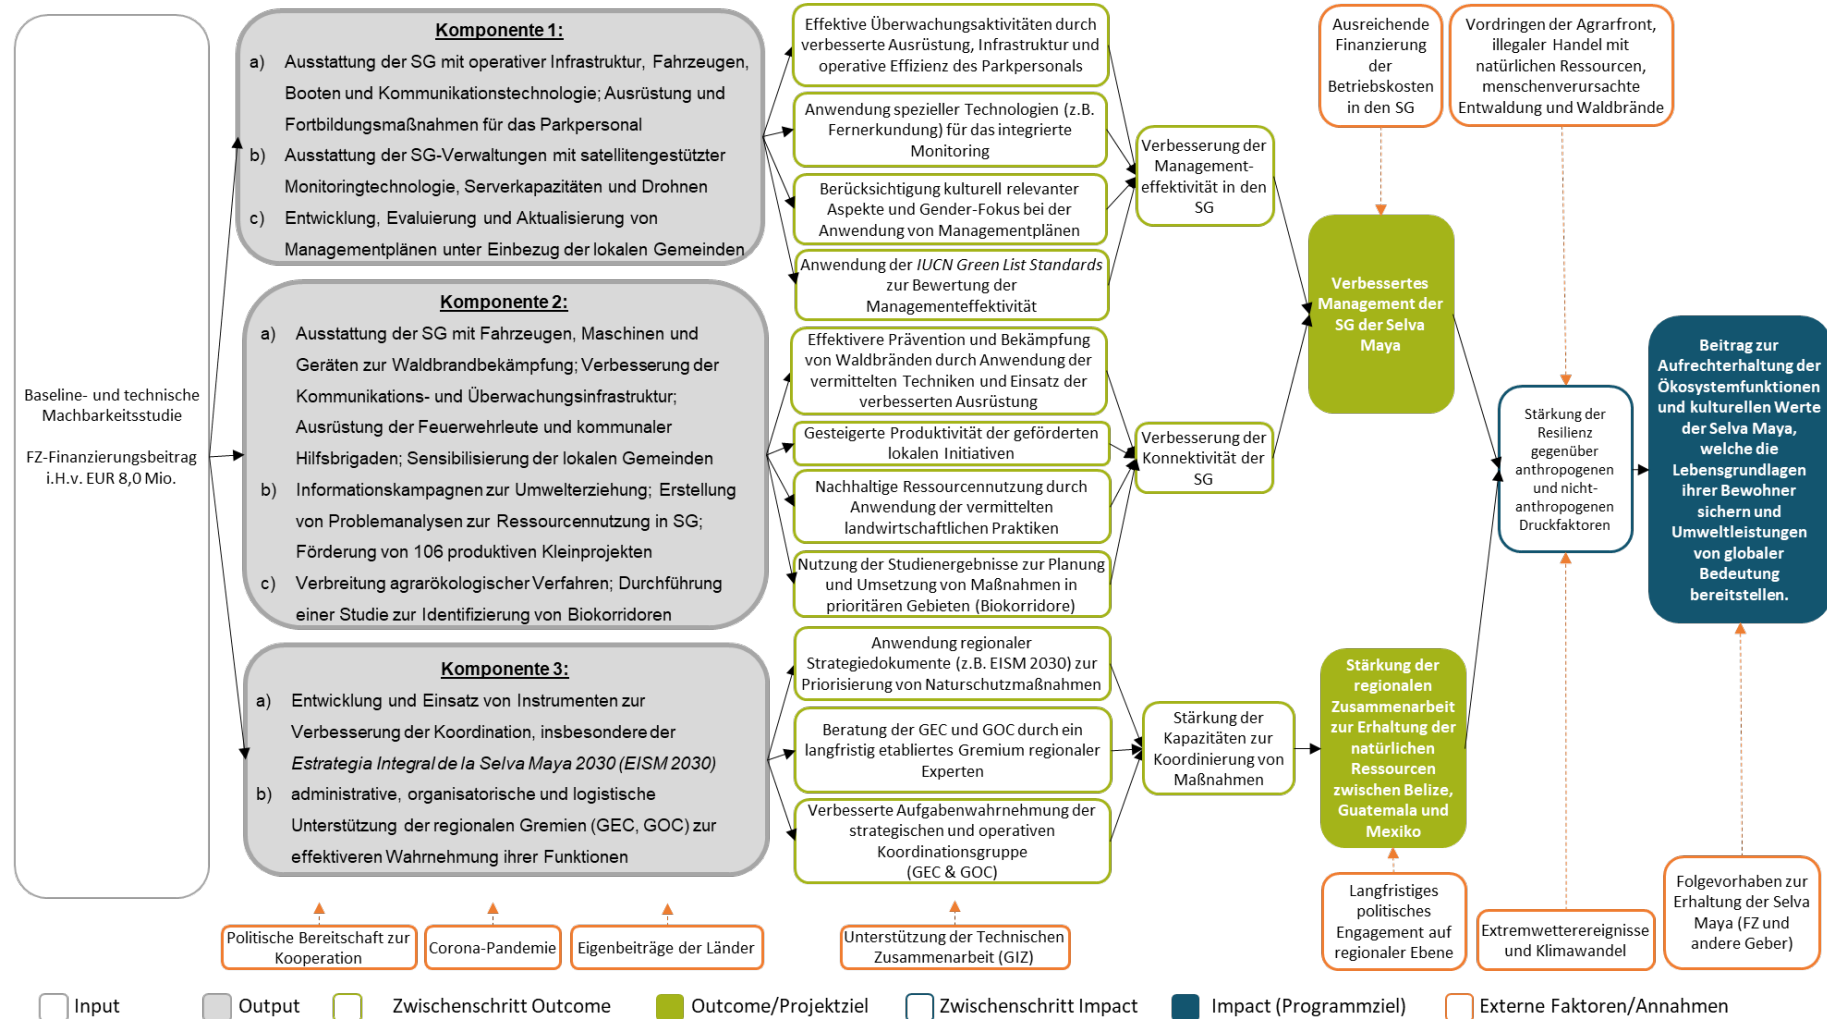 Baseline- und technische
Machbarkeitsstudie
FZ-Finanzierungsbeitrag
i.H.v. EUR 8,0 Mio.
Komponente 1:
a) Ausstattung der SG mit operativer Infrastruktur, Fahrzeugen,
Booten und Kommunikationstechnologie; Ausrüstung und
Fortbildungsmaßnahmen für das Parkpersonal
b) Ausstattung der SG-Verwaltungen mit satellitengestützter
Monitoringtechnologie, Serverkapazitäten und Drohnen
c) Entwicklung, Evaluierung und Aktualisierung von
Managementplänen unter Einbezug der lokalen Gemeinden
Komponente 2:
a) Ausstattung der SG mit Fahrzeugen, Maschinen und
Geräten zur Waldbrandbekämpfung; Verbesserung der
Kommunikations- und Überwachungsinfrastruktur;
Ausrüstung der Feuerwehrleute und kommunaler
Hilfsbrigaden; Sensibilisierung der lokalen Gemeinden
b) Informationskampagnen zur Umwelterziehung; Erstellung
von Problemanalysen zur Ressourcennutzung in SG;
Förderung von 106 produktiven Kleinprojekten
c) Verbreitung agrarökologischer Verfahren; Durchführung
einer Studie zur Identifizierung von Biokorridoren
Komponente 3:
a) Entwicklung und Einsatz von Instrumenten zur
Verbesserung der Koordination, insbesondere der
Estrategia Integral de la Selva Maya 2030 (EISM 2030)
b) administrative, organisatorische und logistische
Unterstützung der regionalen Gremien (GEC, GOC) zur
effektiveren Wahrnehmung ihrer Funktionen
Effektive Überwachungsaktivitäten durch
verbesserte Ausrüstung, Infrastruktur und
operative Effizienz des Parkpersonals
Anwendung spezieller Technologien (z.B.
Fernerkundung) für das integrierte
Monitoring
Berücksichtigung kulturell relevanter
Aspekte und Gender-Fokus bei der
Anwendung von Managementplänen
Anwendung der IUCN Green List Standards
zur Bewertung der
Managementeffektivität
Effektivere Prävention und Bekämpfung
von Waldbränden durch Anwendung der
vermittelten Techniken und Einsatz der
verbesserten Ausrüstung
Gesteigerte Produktivität der geförderten
lokalen Initiativen
Nachhaltige Ressourcennutzung durch
Anwendung der vermittelten
landwirtschaftlichen Praktiken
Nutzung der Studienergebnisse zur Planung
und Umsetzung von Maßnahmen in
prioritären Gebieten (Biokorridore)
Anwendung regionaler
Strategiedokumente (z.B. EISM 2030) zur
Priorisierung von Naturschutzmaßnahmen
Beratung der GEC und GOC durch ein
langfristig etabliertes Gremium regionaler
Experten
Verbesserte Aufgabenwahrnehmung der
strategischen und operativen
Koordinationsgruppe
(GEC & GOC)
Verbesserung der
Management-
effektivität in den
SG
Verbesserung der
Konnektivität der
SG
Stärkung der
Kapazitäten zur
Koordinierung von
Maßnahmen
Ausreichende
Finanzierung
der
Betriebskosten
in den SG
Vordringen der Agrarfront,
illegaler Handel mit
natürlichen Ressourcen,
menschenverursachte
Entwaldung und Waldbrände
Verbessertes
Management der
SG der Selva
Maya
Stärkung der
regionalen
Zusammenarbeit
zur Erhaltung der
natürlichen
Ressourcen
zwischen Belize,
Guatemala und
Mexiko
Stärkung der
Resilienz
gegenüber
anthropogenen
und nicht-
anthropogenen
Druckfaktoren
Beitrag zur
Aufrechterhaltung der
Ökosystemfunktionen
und kulturellen Werte
der Selva Maya,
welche die
Lebensgrundlagen
ihrer Bewohner
sichern und
Umweltleistungen
von globaler
Bedeutung
bereitstellen.
Politische Bereitschaft zur
Kooperation
Corona-Pandemie
Eigenbeiträge der Länder
Unterstützung der Technischen
Zusammenarbeit (GIZ)
Langfristiges
politisches
Engagement auf
regionaler Ebene
Extremwetterereignisse
und Klimawandel
Folgevorhaben zur
Erhaltung der Selva
Maya (FZ und
andere Geber)
Input
Output
Zwischenschritt Outcome
Outcome/Projektziel
Zwischenschritt Impact
Impact (Programmziel)
Externe Faktoren/Annahmen